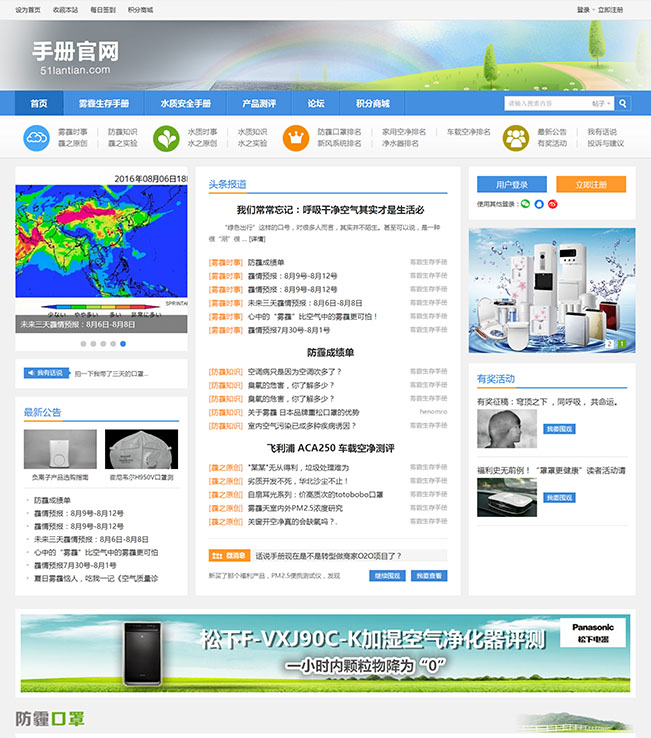 设为首页 收藏本站 每日签到 积分商城 登录 - 立即注册
手册官网
51lantian.com
首页 雾霾生存手册 水质安全手册 产品测评 论坛 积分商城 请输入搜索内容 帖子
雾霾时事 防霾知识 水质时事 水质知识 防霾口罩排名 家用空净排名 车载空净排名 最新公告 我有话说
霾之原创 霾之实验 水之原创 水之实验 新风系统排名 净水器排名 有奖活动 投诉与建议
2016年08月06日18
少ない やや多い 多い 非常に多い SPRINTAR
未来三天霾情预报：8月6日-8月8日
我有话说 拍一下我带了三天的口罩...
最新公告
负离子产品选购指南 霍尼韦尔H950V口罩测
防霾成绩单
霾情预报：8月9号-8月12号
霾情预报：8月9号-8月12号
未来三天霾情预报：8月6日-8月8日
心中的“雾霾”比空气中的雾霾更可怕
霾情预报7月30号-8月1号
夏日雾霾恼人，吃我一记《空气质量诊
头条报道
我们常常忘记：呼吸干净空气其实才是生活必
“绿色出行”这样的口号，对很多人而言，其实并不陌生。甚至可以说，是一种
很“潮”很 ... [详情]
[雾霾时事] 防霾成绩单 雾霾生存手册
[雾霾时事] 霾情预报：8月9号-8月12号 雾霾生存手册
[雾霾时事] 霾情预报：8月9号-8月12号 雾霾生存手册
[雾霾时事] 未来三天霾情预报：8月6日-8月8日 雾霾生存手册
[雾霾时事] 心中的“雾霾”比空气中的雾霾更可怕！ 雾霾生存手册
[雾霾时事] 霾情预报7月30号-8月1号 雾霾生存手册
防霾成绩单
[防霾知识] 空调病只是因为空调吹多了？ 雾霾生存手册
[防霾知识] 臭氧的危害，你了解多少？ 雾霾生存手册
[防霾知识] 臭氧的危害，你了解多少？ 雾霾生存手册
[防霾知识] 关于雾霾 日本品牌重松口罩的优势 henomro
[防霾知识] 室内空气污染已成多种疾病诱因？ 雾霾生存手册
飞利浦 ACA250 车载空净测评
[霾之原创] "某某"无从得利，垃圾处理难为 雾霾生存手册
[霾之原创] 劣质开发不死，华北沙尘不止！ 雾霾生存手册
[霾之原创] 自扇耳光系列：价高质次的totobobo口罩 雾霾生存手册
[霾之原创] 雾霾天室内外PM2.5浓度研究 雾霾生存手册
[霾之原创] 关窗开空净真的会缺氧吗？. 雾霾生存手册
微消息 话说手册现在是不是转型做商家O2O项目了？
新买了那个福利产品，PM2.5便携测试仪，发现 继续围观 我要查看
用户登录 立即注册
使用其他登录：
2 1
有奖活动
有奖征稿：穹顶之下 ，同呼吸 ，共命运。
我要围观
福利史无前例！“罩罩更健康”读者活动请
我要围观
松下F-VXJ90C-K加湿空气净化器评测
一小时内颗粒物降为“0”
Panasonic
松下电器
防霾口罩